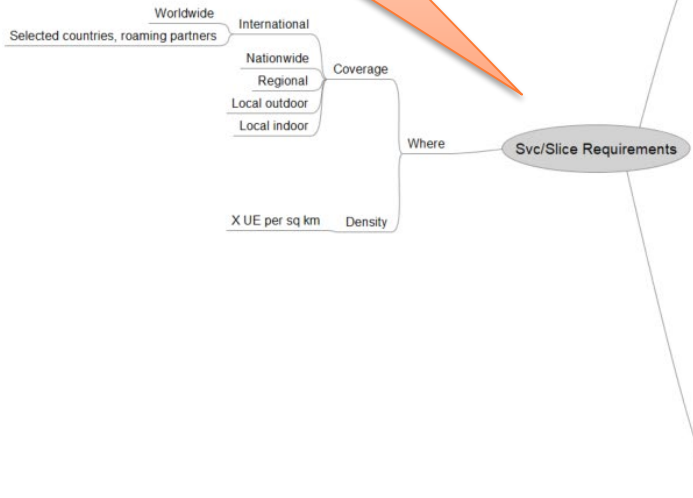 Worldwide
International
Selected countries, roaming partners
Nationwide
Coverage
Regional
Local outdoor
Local indoor
Where
Svc/Slice Requirements
X UE per sq km
Density